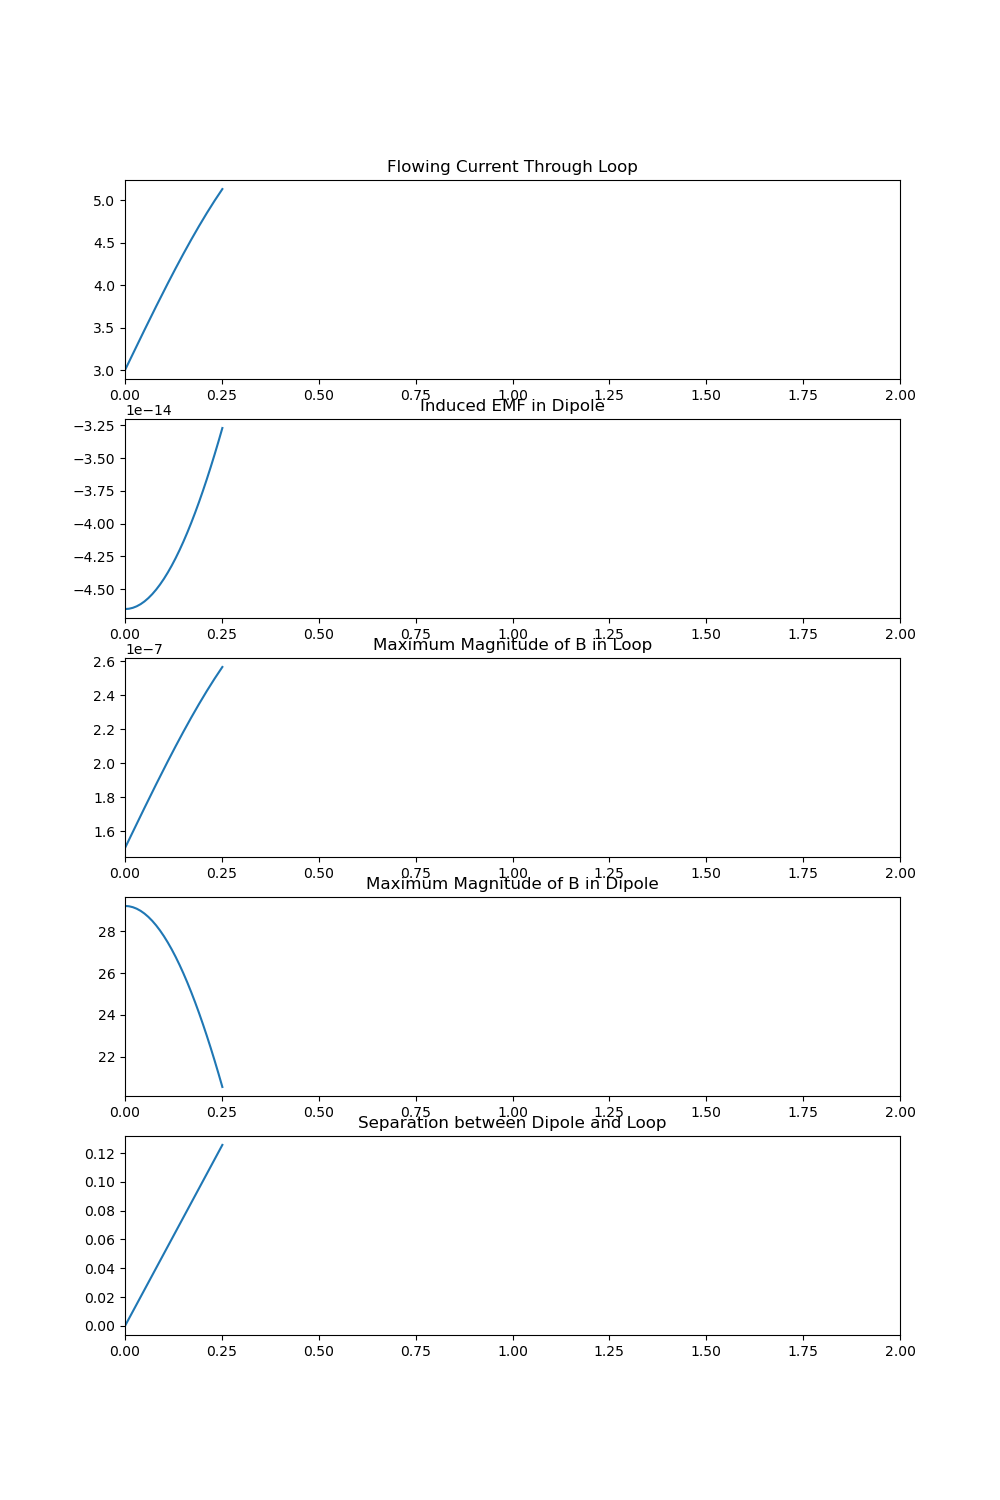 Flowing Current Through Loop
5.0
4.5
4.0
3.5
3.0
0.00 0.25 0.50 0.75 1.00 1.25 1.50 1.75 2.00
Induced EMF in Dipole
1e−14
−3.25
−3.50
−3.75
−4.00
−4.25
−4.50
0.00 0.25 0.50 0.75 1.00 1.25 1.50 1.75 2.00
Maximum Magnitude of B in Loop
1e−7
2.6
2.4
2.2
2.0
1.8
1.6
0.00 0.25 0.50 0.75 1.00 1.25 1.50 1.75 2.00
Maximum Magnitude of B in Dipole
28
26
24
22
0.00 0.25 0.50 0.75 1.00 1.25 1.50 1.75 2.00
Separation between Dipole and Loop
0.12
0.10
0.08
0.06
0.04
0.02
0.00
0.00 0.25 0.50 0.75 1.00 1.25 1.50 1.75 2.00